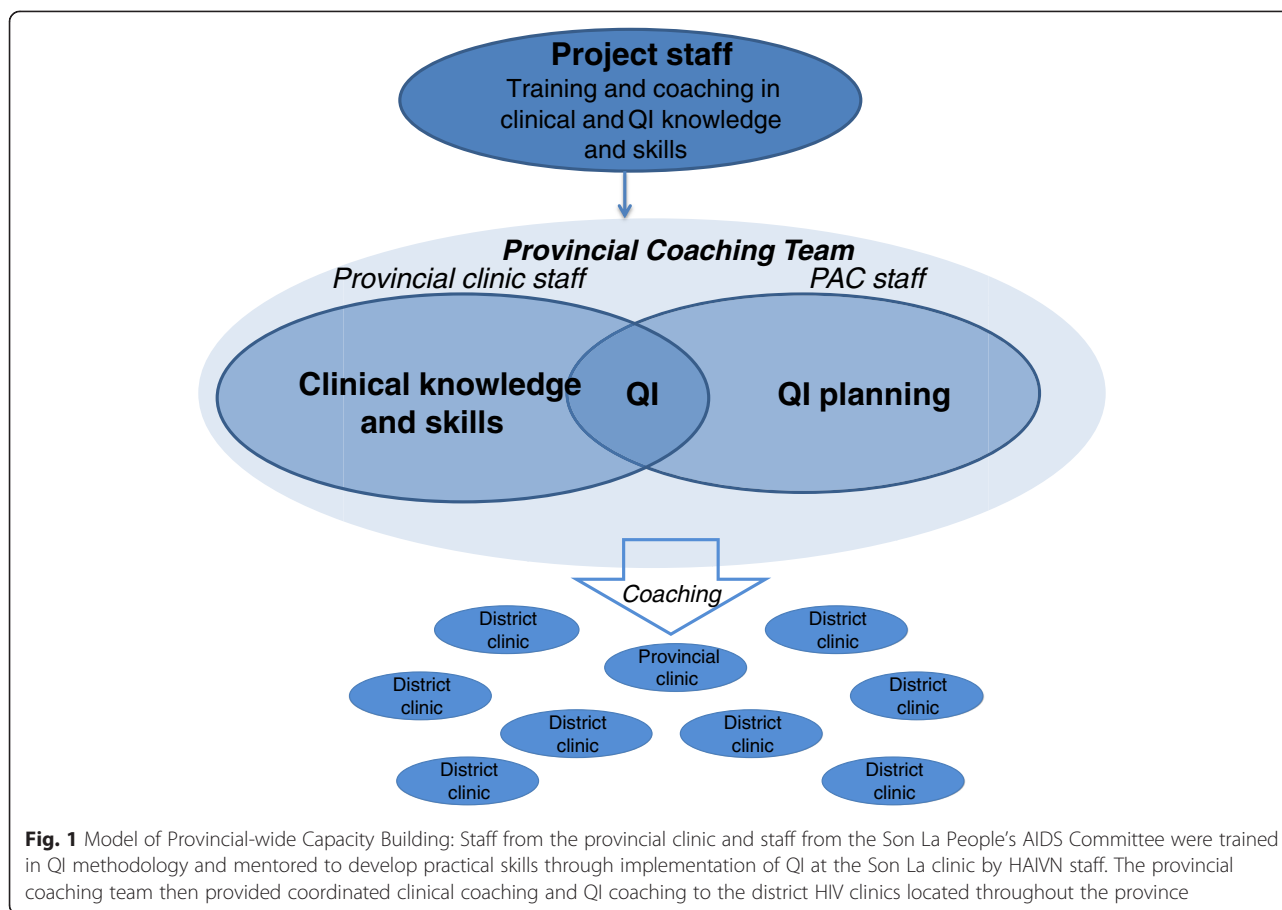 Project staff
Training and coaching in
clinical and QI knowledge
and skills
Provincial Coaching Team
Provincial clinic staff
PAC staff
Clinical knowledge
and skills
QI
QI planning
Coaching
District
clinic
District
clinic
Provincial
clinic
District
clinic
District
clinic
District
clinic
District
clinic
District
clinic
District
clinic
Fig. 1 Model of Provincial-wide Capacity Building: Staff from the provincial clinic and staff from the Son La People's AIDS Committee were trained
in QI methodology and mentored to develop practical skills through implementation of QI at the Son La clinic by HAIVN staff. The provincial
coaching team then provided coordinated clinical coaching and QI coaching to the district HIV clinics located throughout the province